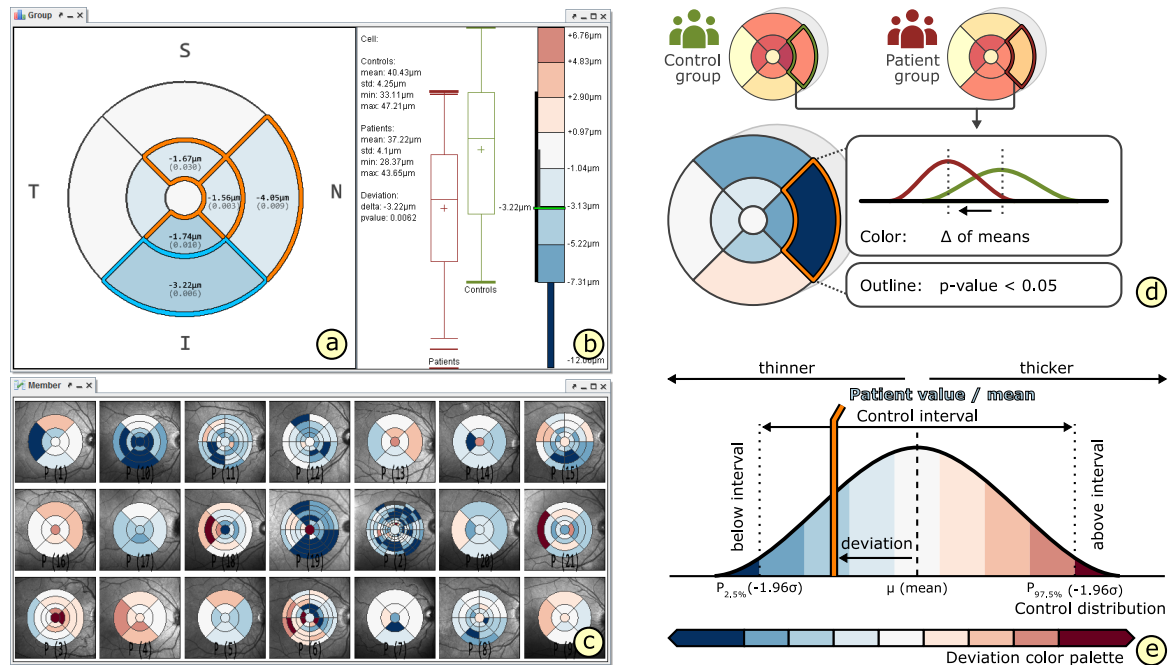 Group
S
T
N
I
-1.67μm
(0.030)
-1.56μm
(0.003)
-4.05μm
(0.009)
-1.74μm
(0.010)
-3.22μm
(0.006)
a
Cell:
Controls:
mean: 40.43μm
std: 4.25μm
min: 33.11μm
max: 47.21μm
Patients:
mean: 37.22μm
std: 4.1μm
min: 28.37μm
max: 43.65μm
Deviation:
delta: -3.22μm
pvalue: 0.0062
Patients
Controls
-3.22μm
+6.76μm
+4.83μm
+2.90μm
+0.97μm
-1.04μm
-3.13μm
-5.22μm
-7.31μm
b
Member
P (1)
P (10)
P (11)
P (12)
P (13)
P (14)
P (15)
P (16)
P (17)
P (18)
P (19)
P (2)
P (20)
P (21)
P (3)
P (4)
P (5)
P (6)
P (7)
P (8)
c
Control
group
Patient
group
Color: Δ of means
Outline: p-value < 0.05
d
thinner
thicker
Patient value / mean
Control interval
below interval
above interval
deviation
P2,5% (-1.96σ)
μ (mean)
P97,5% (-1.96σ)
Control distribution
Deviation color palette
e